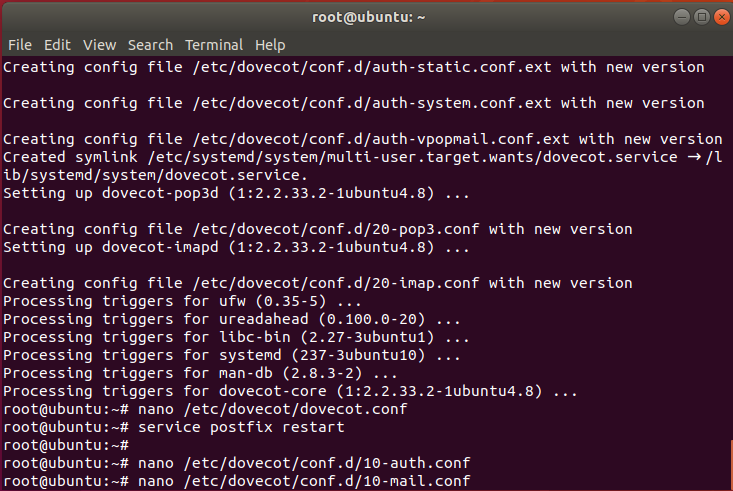 root@ubuntu: ~
File Edit View Search Terminal Help
Creating config file /etc/dovecot/conf.d/auth-static.conf.ext with new version
Creating config file /etc/dovecot/conf.d/auth-system.conf.ext with new version
Creating config file /etc/dovecot/conf.d/auth-vpopmail.conf.ext with new version
Created symlink /etc/systemd/system/multi-user.target.wants/dovecot.service → /l
ib/systemd/system/dovecot.service.
Setting up dovecot-pop3d (1:2.2.33.2-1ubuntu4.8) ...
Creating config file /etc/dovecot/conf.d/20-pop3.conf with new version
Setting up dovecot-imapd (1:2.2.33.2-1ubuntu4.8) ...
Creating config file /etc/dovecot/conf.d/20-imap.conf with new version
Processing triggers for ufw (0.35-5) ...
Processing triggers for ureadahead (0.100.0-20) ...
Processing triggers for libc-bin (2.27-3ubuntu1) ...
Processing triggers for systemd (237-3ubuntu10) ...
Processing triggers for man-db (2.8.3-2) ...
Processing triggers for dovecot-core (1:2.2.33.2-1ubuntu4.8) ...
root@ubuntu:~# nano /etc/dovecot/dovecot.conf
root@ubuntu:~# service postfix restart
root@ubuntu:~#
root@ubuntu:~# nano /etc/dovecot/conf.d/10-auth.conf
root@ubuntu:~# nano /etc/dovecot/conf.d/10-mail.conf